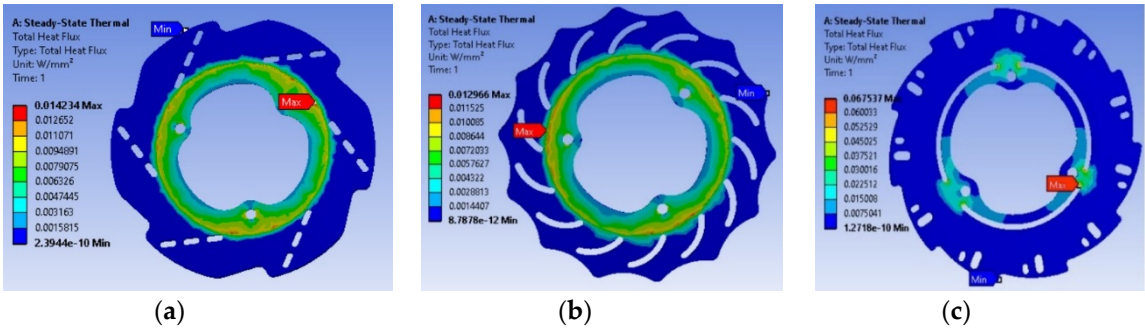 A: Steady-State Thermal
Total Heat Flux
Type: Total Heat Flux
Unit: W/mm²
Time: 1
0.014234 Max
0.012652
0.011071
0.0094891
0.0079075
0.006326
0.0047445
0.003163
0.0015815
2.3944e-10 Min
Min
Max
(a)
A: Steady-State Thermal
Total Heat Flux
Type: Total Heat Flux
Unit: W/mm²
Time: 1
0.012966 Max
0.011525
0.010085
0.008644
0.0072033
0.0057627
0.004322
0.0028813
0.0014407
8.7878e-12 Min
Min
Max
(b)
A: Steady-State Thermal
Total Heat Flux
Type: Total Heat Flux
Unit: W/mm²
Time: 1
0.067537 Max
0.060033
0.052529
0.045025
0.037521
0.030016
0.022512
0.015008
0.0075041
1.2718e-10 Min
Max
Min
(c)